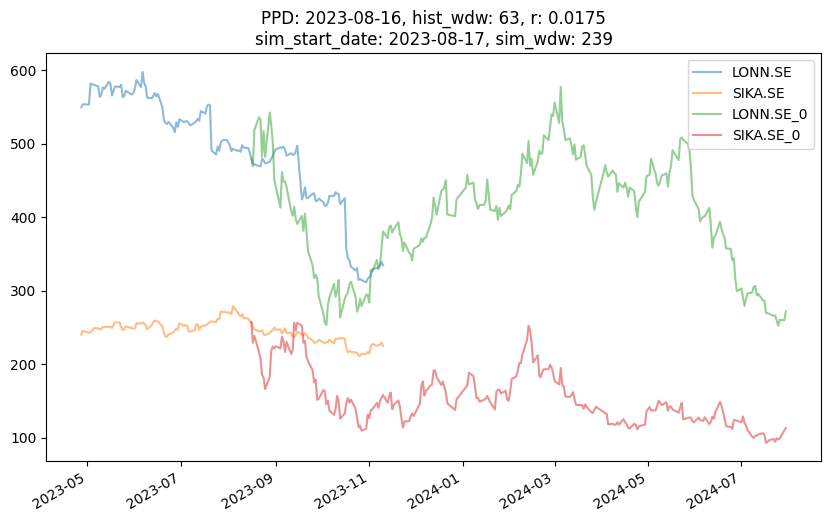 PPD: 2023-08-16, hist_wdw: 63, r: 0.0175
sim_start_date: 2023-08-17, sim_wdw: 239
LONN.SE
SIKA.SE
LONN.SE_0
SIKA.SE_0
600
500
400
300
200
100
2023-05
2023-07
2023-09
2023-11
2024-01
2024-03
2024-05
2024-07